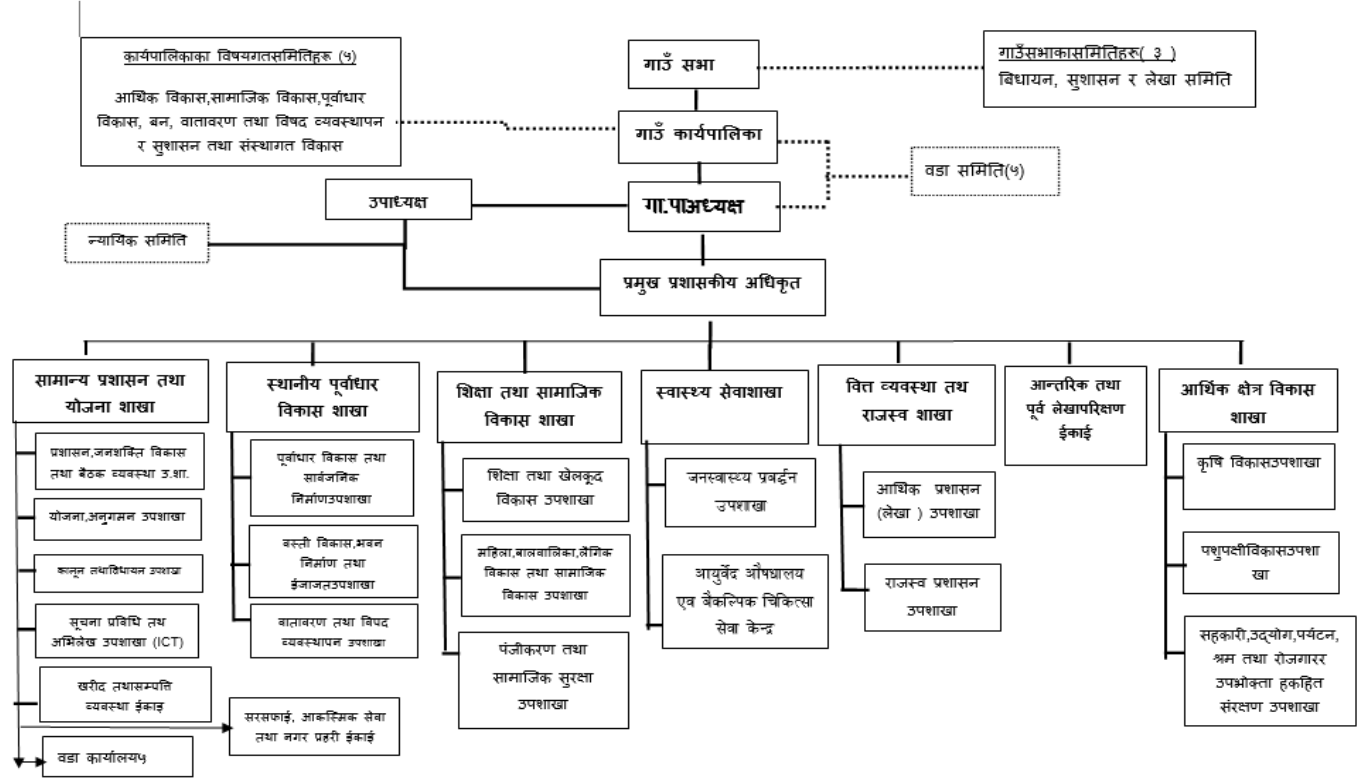 कार्यपालिकाका विषयगतसमितिहरू (५)
आर्थिक विकास,सामाजिक विकास,पूर्वाधार
विकास, बन, वातावरण तथा विषद व्यवस्थापन
र सुशासन तथा संस्थागत विकास
गाउँ सभा
गाउँसभाकासमितिहरू( ३ )
बिधायन, सुशासन र लेखा समिति
गाउँ कार्यपालिका
वडा समिति(५)
उपाध्यक्ष
गा.पाअध्यक्ष
न्यायिक समिति
प्रमुख प्रशासकीय अधिकृत
सामान्य प्रशासन तथा
योजना शाखा
प्रशासन,जनशक्ति विकास
तथा बैठक व्यवस्था उ.शा.
योजना,अनुगमन उपशाखा
कानून तथाविधायन उपशाखा
सूचना प्रविधि तथ
अभिलेख उपशाखा (ICT)
खरीद तथासम्पत्ति
व्यवस्था ईकाइ
वडा कार्यालय५
सरसफाई, आकस्मिक सेवा
तथा नगर प्रहरी ईकाई
स्थानीय पूर्वाधार
विकास शाखा
पूर्वाधार विकास तथा
सार्वजनिक
निर्माणउपशाखा
वस्ती विकास,भवन
निर्माण तथा
ईजाजतउपशाखा
वातावरण तथा विपद
व्यवस्थापन उपशाखा
शिक्षा तथा सामाजिक
विकास शाखा
शिक्षा तथा खेलकूद
विकास उपशाखा
महिला,बालवालिका,लैंगिक
विकास तथा सामाजिक
विकास उपशाखा
पंजीकरण तथा
सामाजिक सुरक्षा
उपशाखा
स्वास्थ्य सेवाशाखा
जनस्वास्थ्य प्रबर्द्धन
उपशाखा
आयुर्वेद औषधालय
एव बैकल्पिक चिकित्सा
सेवा केन्द्र
वित्त व्यवस्था तथ
राजस्व शाखा
आर्थिक प्रशासन
(लेखा ) उपशाखा
राजस्व प्रशासन
उपशाखा
आन्तरिक तथ
पूर्व लेखापरिक्षण
ईकाई
आर्थिक क्षेत्र विकास
शाखा
कृषि विकासउपशाखा
पशुपक्षीविकासउपशा
खा
सहकारी,उद्योग,पर्यटन,
श्रम तथा रोजगारर
उपभोक्ता हकहित
संरक्षण उपशाखा